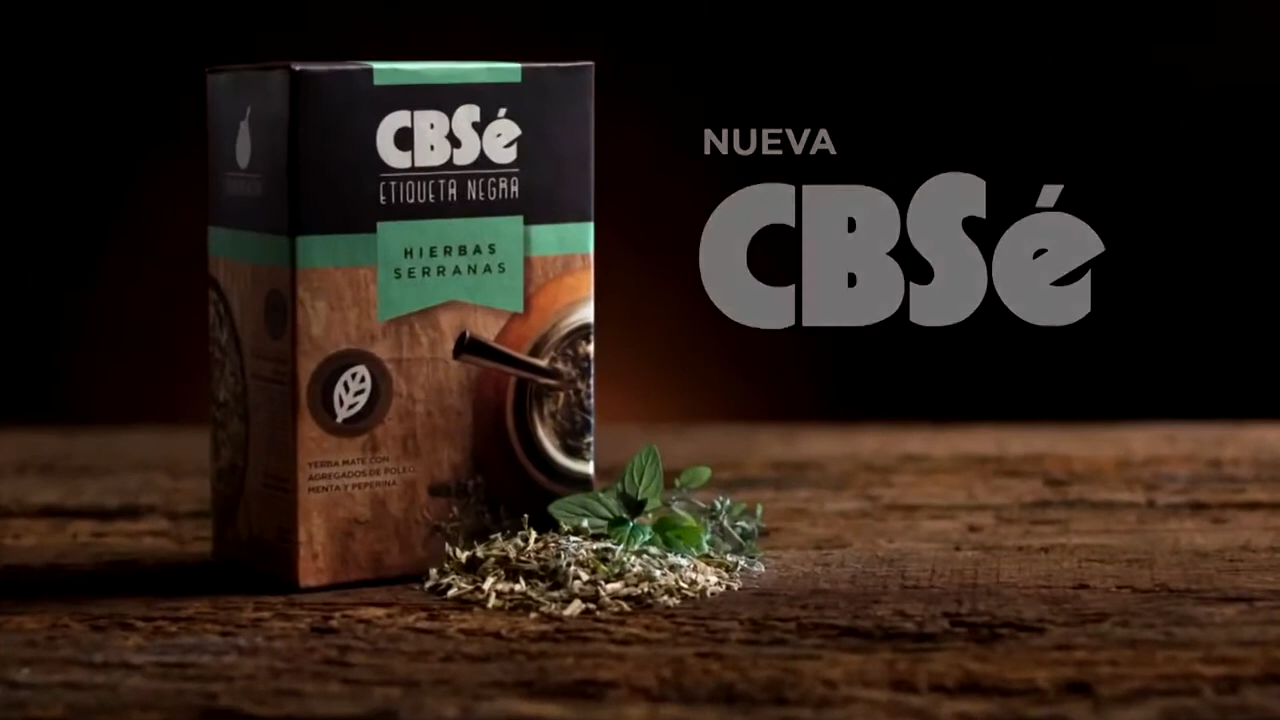 CBSé
ETIQUETA NEGRA
HIERBAS
SERRANAS
YERBA MATE CON
AGREGADOS DE POLEO,
MENTA Y PEPERINA.
NUEVA
CBSé